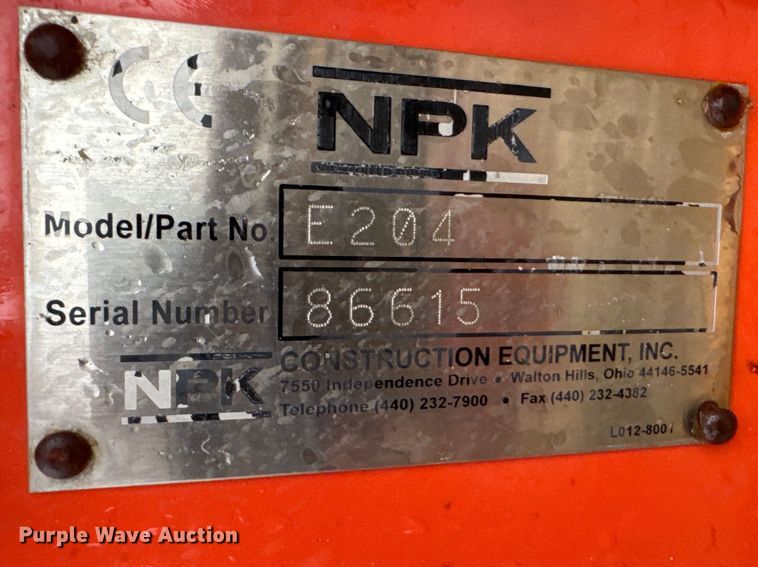 CE
NPK
Model/Part No. E204
Serial Number 86615
NPK CONSTRUCTION EQUIPMENT, INC.
7550 Independence Drive • Walton Hills, Ohio 44146-5541
Telephone (440) 232-7900 • Fax (440) 232-4382
L012-8001
Purple Wave Auction